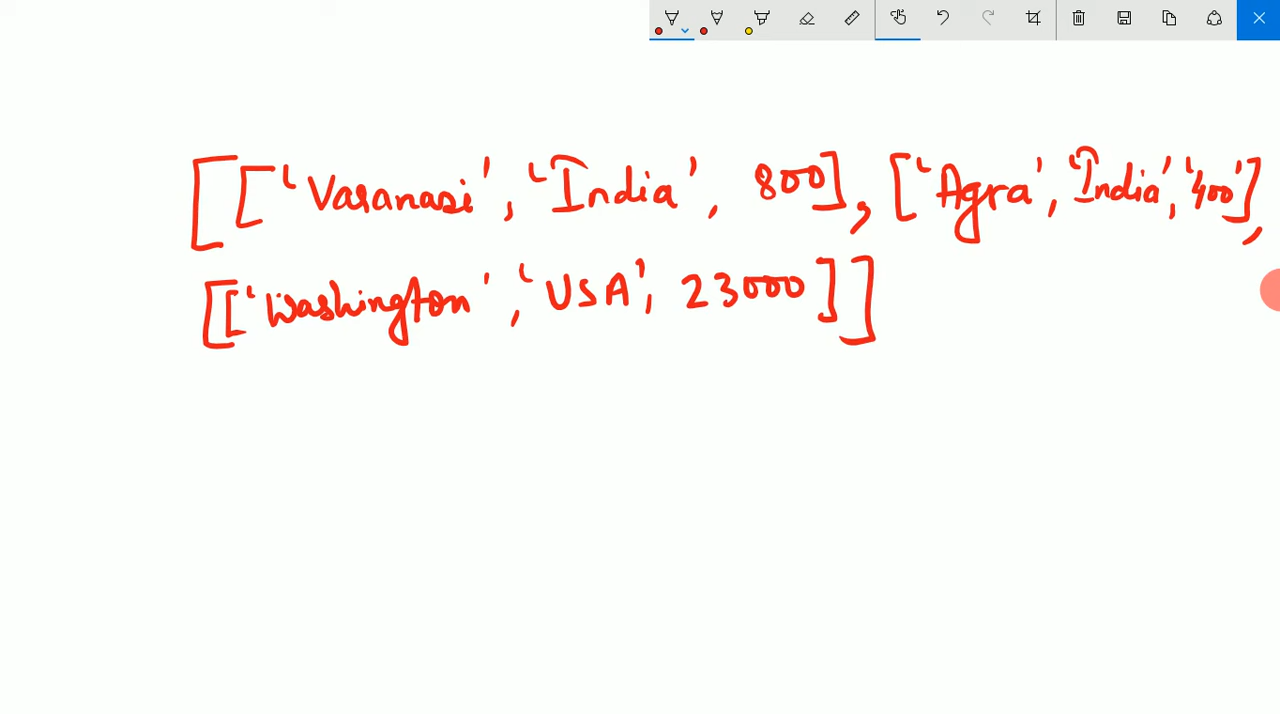 [['Varanasi', 'India', 800], ['Agra', 'India', '400'],
[['Washington', 'USA', 23000]]